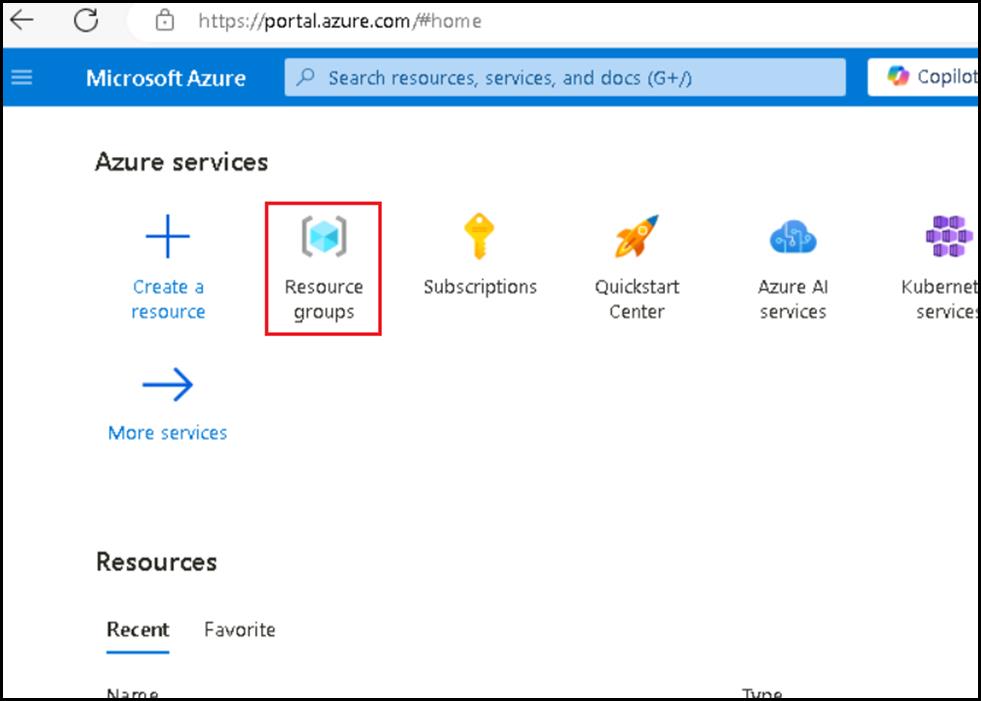 https://portal.azure.com/#home
Microsoft Azure
Search resources, services, and docs (G+/)
Copilot
Azure services
Create a
resource
Resource
groups
Subscriptions
Quickstart
Center
Azure AI
services
Kubernet
services
More services
Resources
Recent
Favorite
Name
Type